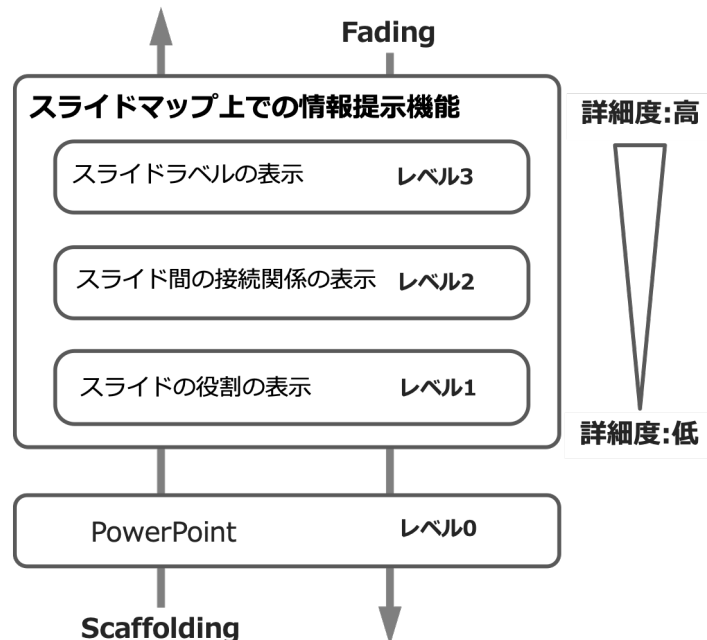 Fading
スライドマップ上での情報提示機能
詳細度:高
スライドラベルの表示 レベル3
スライド間の接続関係の表示 レベル2
スライドの役割の表示 レベル1
詳細度:低
PowerPoint レベル0
Scaffolding